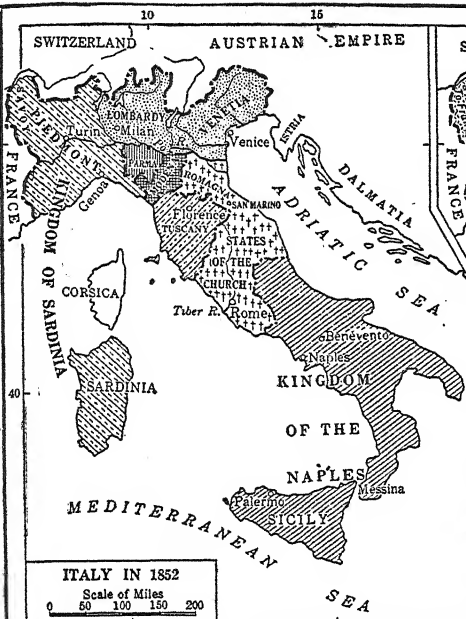 10 15
SWITZERLAND AUSTRIAN EMPIRE
S
SAVOY
LOMBARDY
VENETIA
Turin
Milan
Venice
PIEDMONT
ISTRIA
PARMA
FRANCE
ROMAGNA
DALMATIA
Genoa
SAN MARINO
ADRIATIC SEA
Florence
TUSCANY
STATES
OF THE
CHURCH
KINGDOM OF SARDINIA
CORSICA
Tiber R.
Rome
Benevento
Naples
40
SARDINIA
KINGDOM
OF THE
NAPLES
Messina
Palermo
SICILY
MEDITERRANEAN SEA
ITALY IN 1852
Scale of Miles
0 50 100 150 200